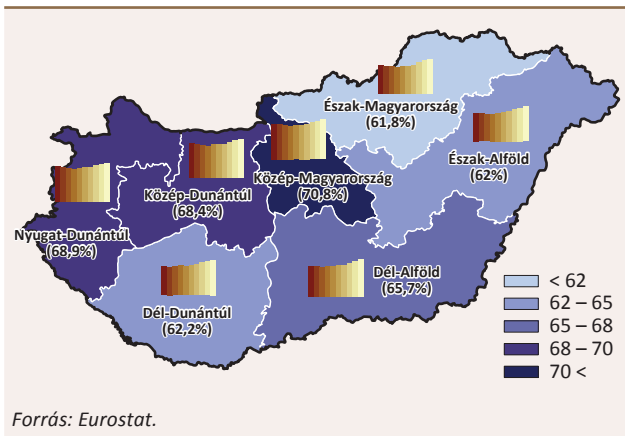 Észak-Magyarország
(61,8%)
Észak-Alföld
(62%)
Közép-Magyarország
(70,8%)
Közép-Dunántúl
(68,4%)
Nyugat-Dunántúl
(68,9%)
Dél-Alföld
(65,7%)
Dél-Dunántúl
(62,2%)
< 62
62 – 65
65 – 68
68 – 70
70 <
Forrás: Eurostat.